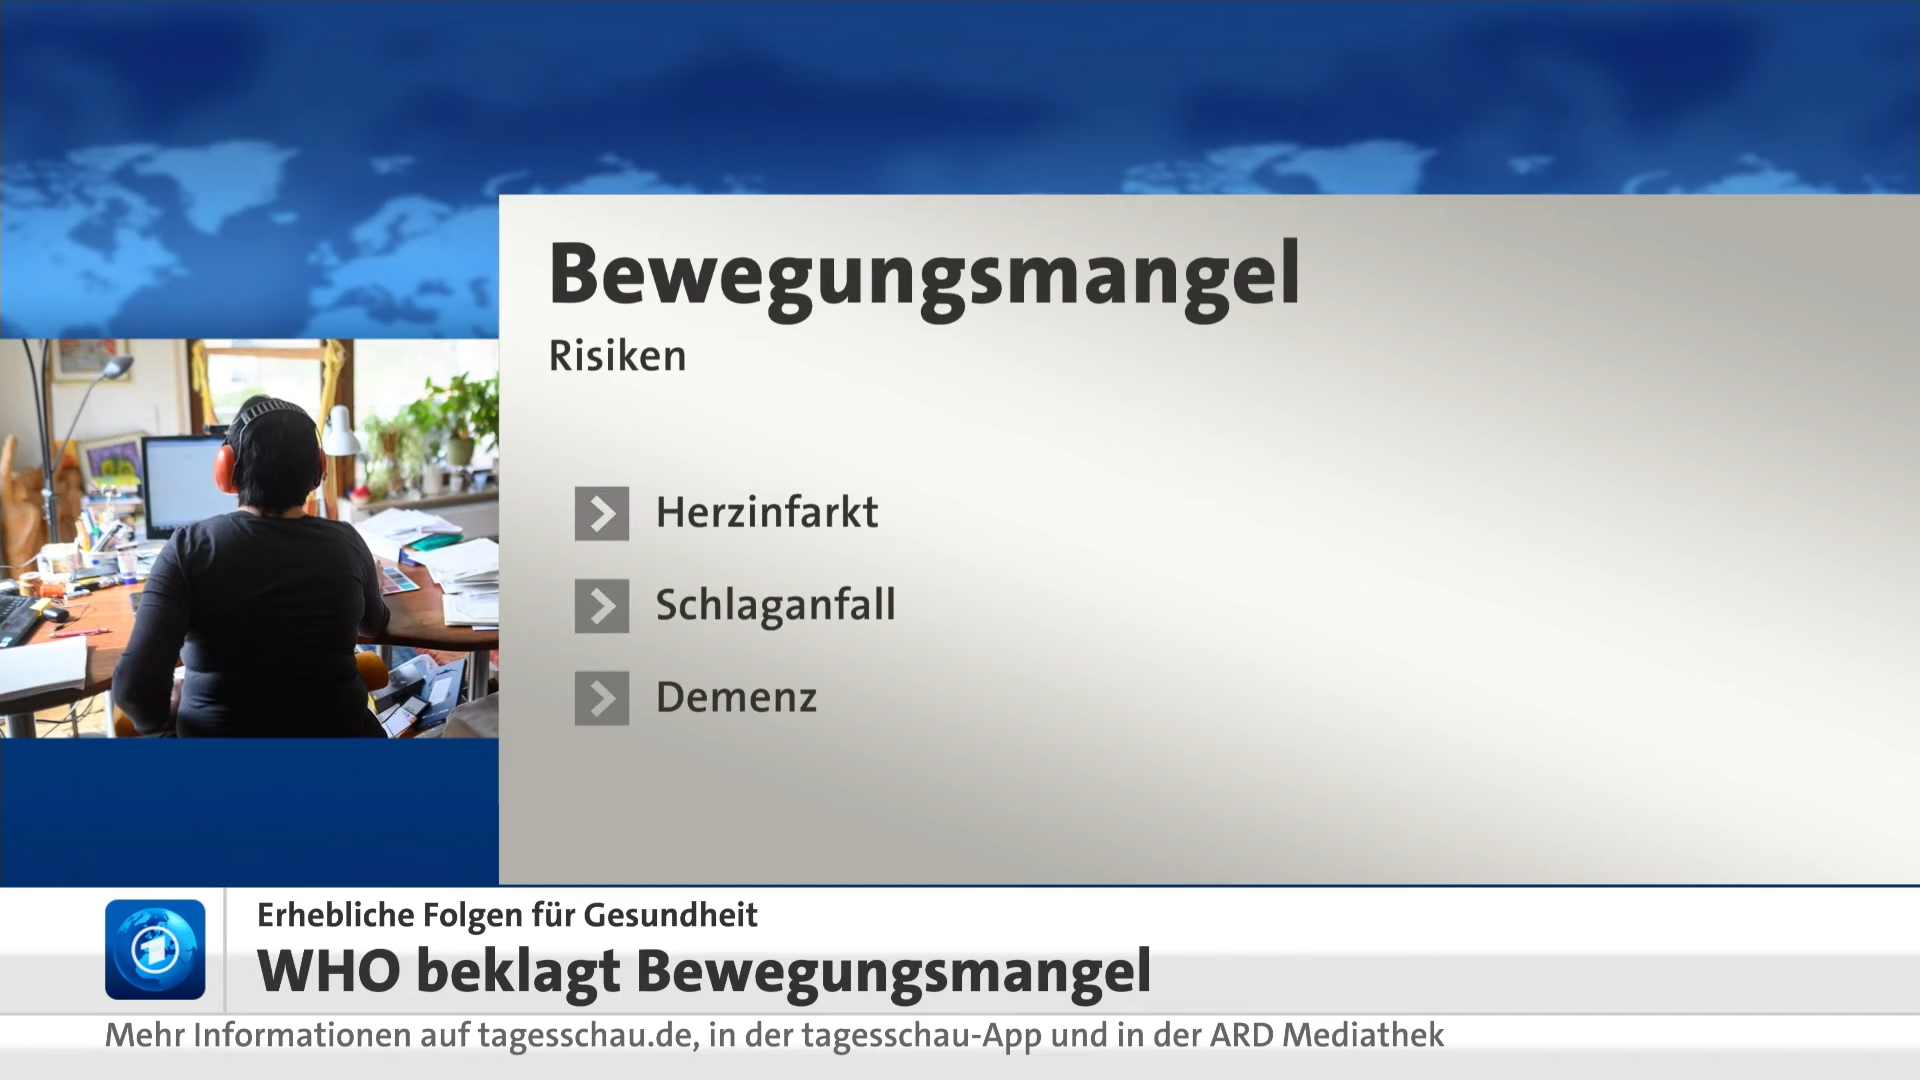 Bewegungsmangel
Risiken
Herzinfarkt
Schlaganfall
Demenz
Erhebliche Folgen für Gesundheit
WHO beklagt Bewegungsmangel
Mehr Informationen auf tagesschau.de, in der tagesschau-App und in der ARD Mediathek